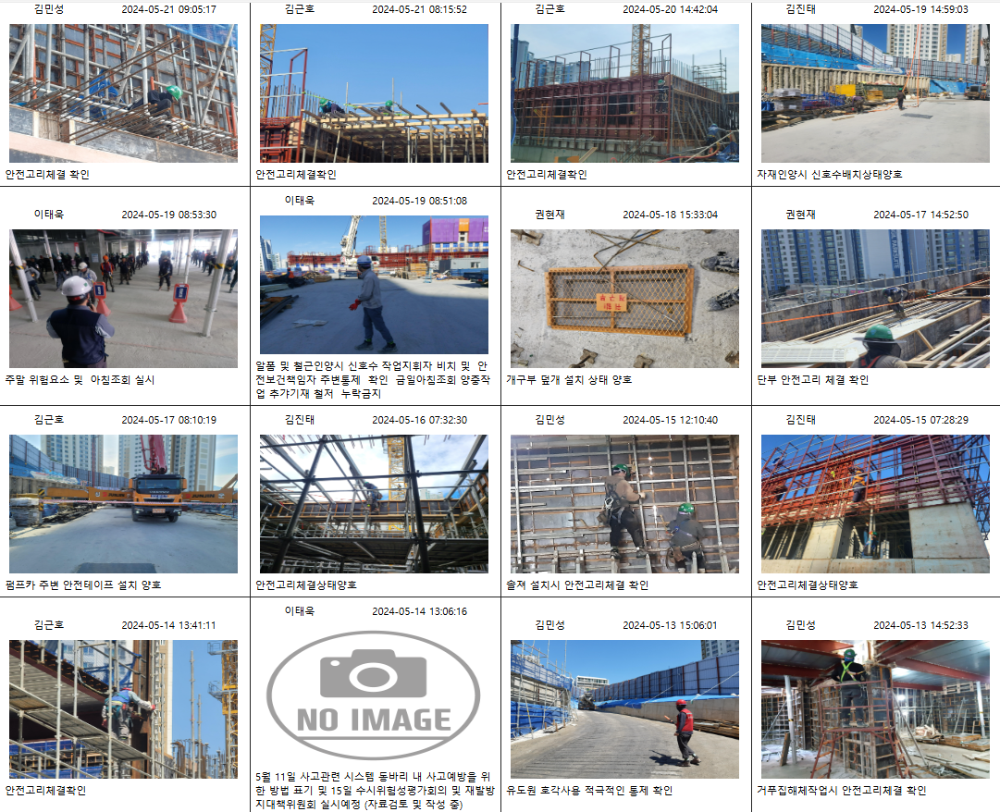 김민성 2024-05-21 09:05:17
안전고리체결 확인
김근호 2024-05-21 08:15:52
안전고리체결확인
김근호 2024-05-20 14:42:04
안전고리체결확인
김진태 2024-05-19 14:59:03
자재인양시 신호수배치상태양호
이태욱 2024-05-19 08:53:30
주말 위험요소 및 아침조회 실시
이태욱 2024-05-19 08:51:08
알폼 및 철근인양시 신호수 작업지휘자 비치 및 안
전보건책임자 주변통제 확인 금일아침조회 양중작
업 추가기재 철저 누락금지
권현재 2024-05-18 15:33:04
개구부 덮개 설치 상태 양호
권현재 2024-05-17 14:52:50
단부 안전고리 체결 확인
김근호 2024-05-17 08:10:19
펌프카 주변 안전테이프 설치 양호
김진태 2024-05-16 07:32:30
안전고리체결상태양호
김민성 2024-05-15 12:10:40
솔져 설치시 안전고리체결 확인
김진태 2024-05-15 07:28:29
안전고리체결상태양호
김근호 2024-05-14 13:41:11
안전고리체결확인
이태욱 2024-05-14 13:06:16
NO IMAGE
5월 11일 사고관련 시스템 동바리 내 사고예방을 위
한 방법 표기 및 15일 수시위험성평가회의 및 재발방
지대책위원회 실시예정 (자료검토 및 작성 중)
김민성 2024-05-13 15:06:01
유도원 호각사용 적극적인 통제 확인
김민성 2024-05-13 14:52:33
거푸집해체작업시 안전고리체결 확인